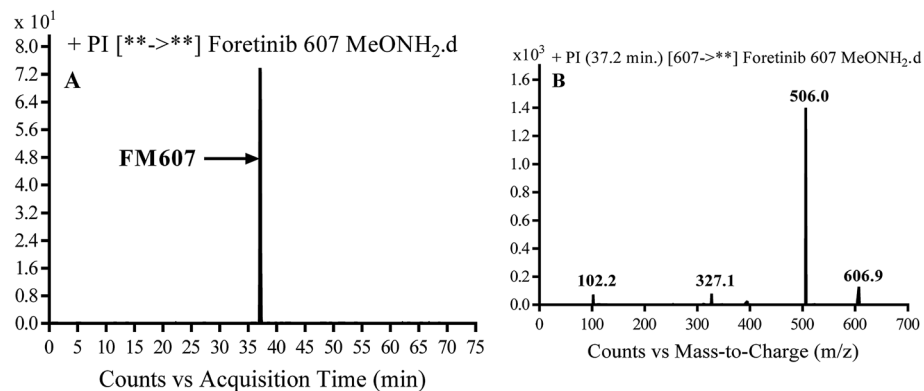 x 10¹
+ PI [**->**] Foretinib 607 MeONH₂.d
A
8.0
7.2
6.4
5.6
4.8
4.0
3.2
2.4
1.6
0.8
0.0
FM607
0 5 10 15 20 25 30 35 40 45 50 55 60 65 70 75
Counts vs Acquisition Time (min)
x10³
+ PI (37.2 min.) [607->**] Foretinib 607 MeONH₂.d
B
1.6
1.4
1.2
1.0
0.8
0.6
0.4
0.2
0.0
506.0
102.2
327.1
606.9
0 100 200 300 400 500 600 700
Counts vs Mass-to-Charge (m/z)